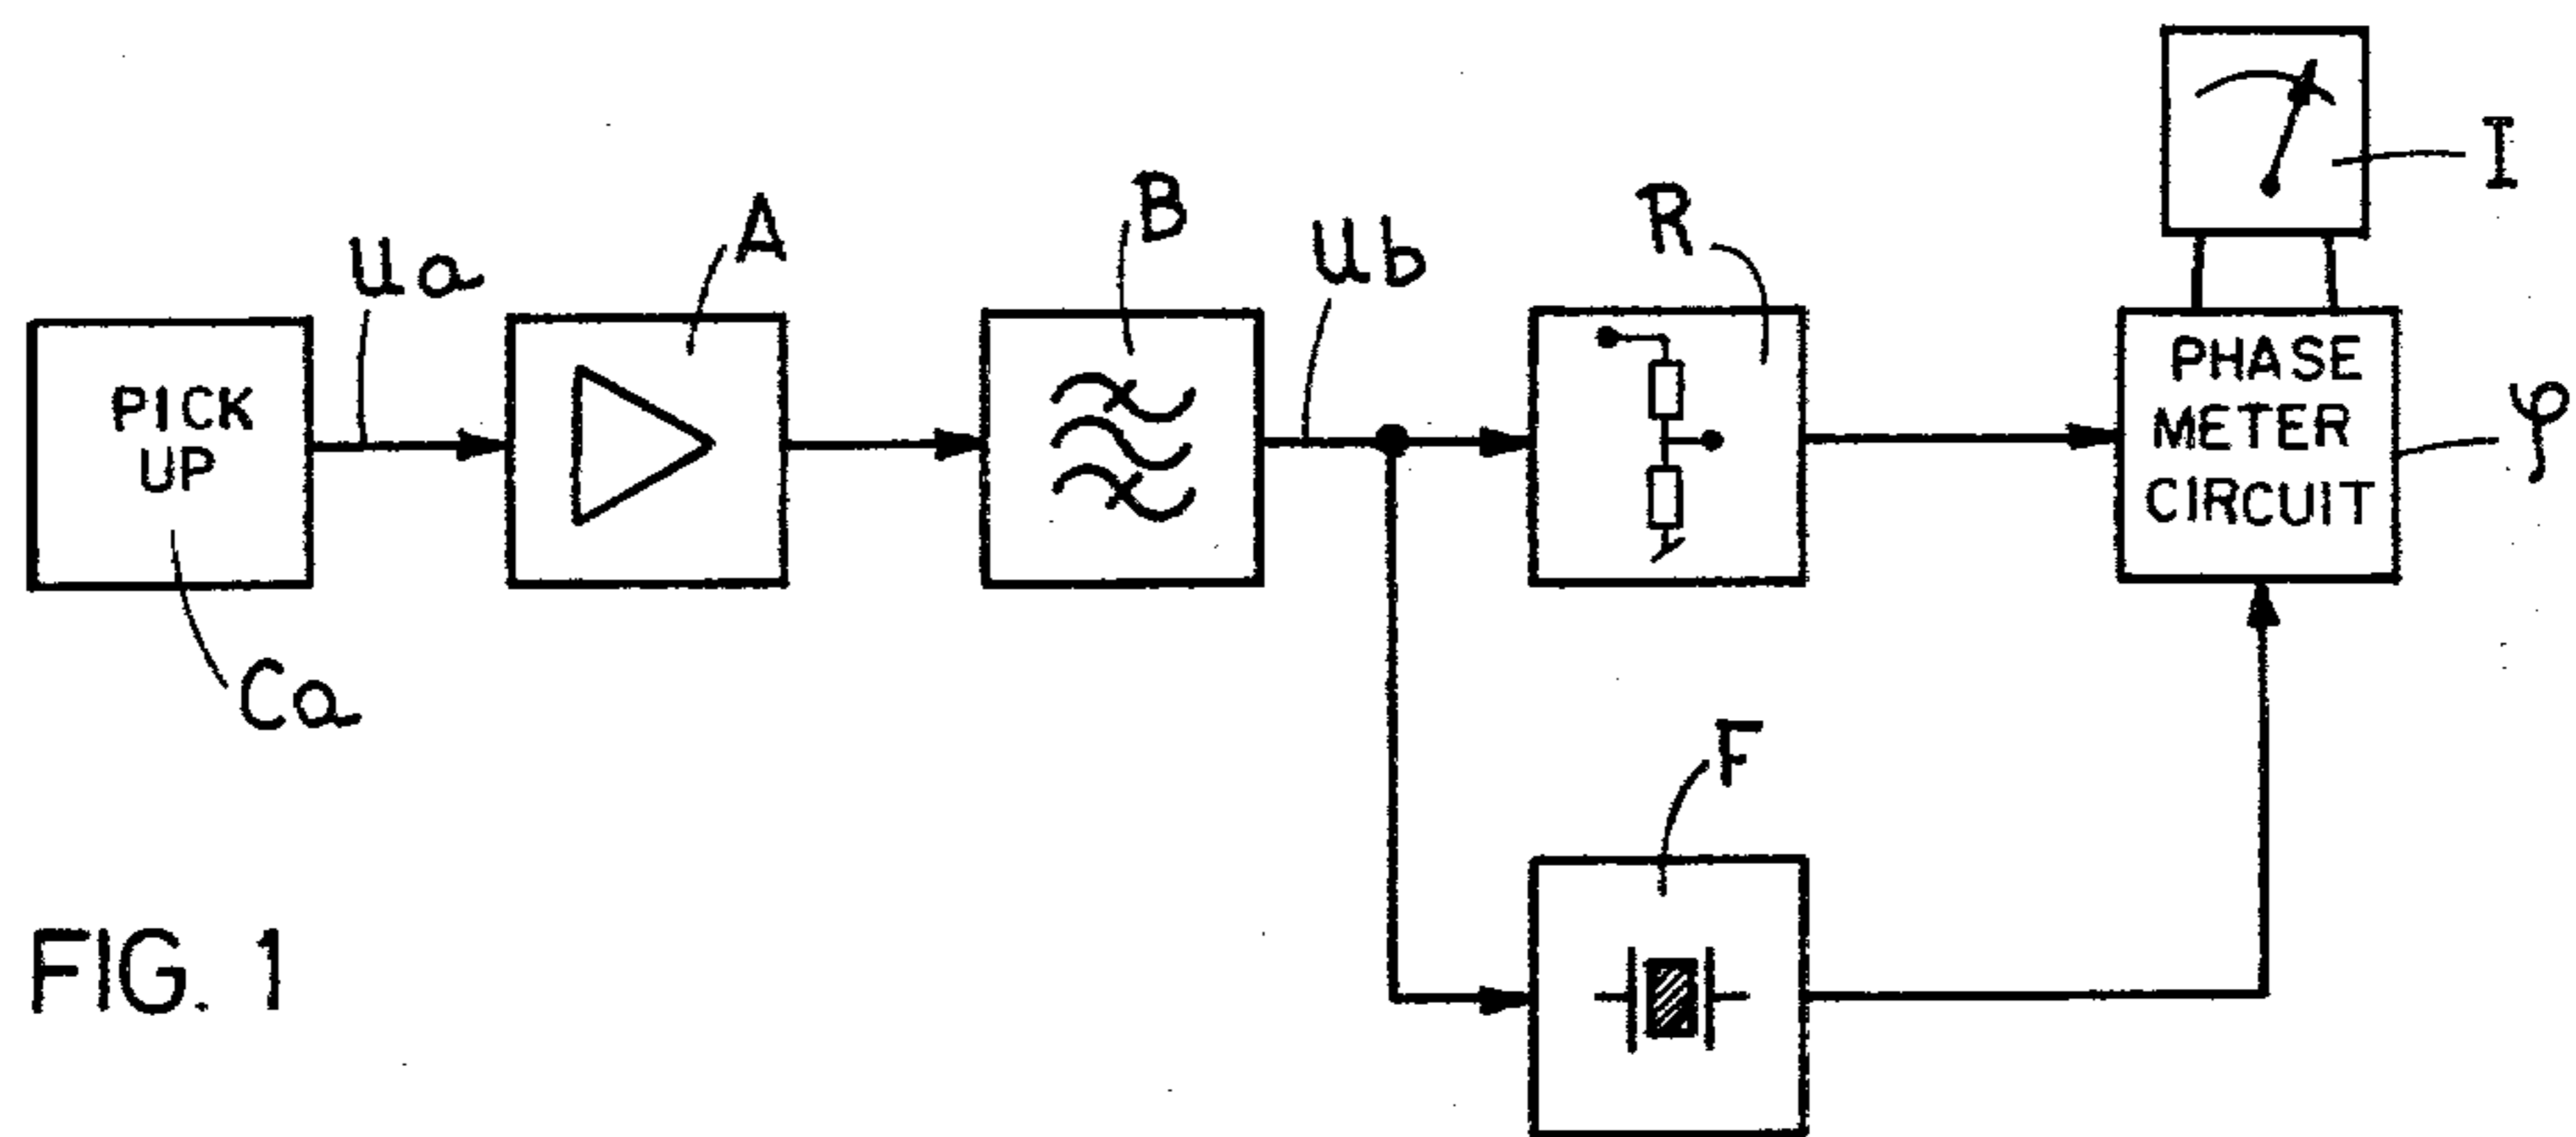 PICK
UP
Ca
Ua
A
B
Ub
R
I
PHASE
METER
CIRCUIT
φ
F
FIG. 1